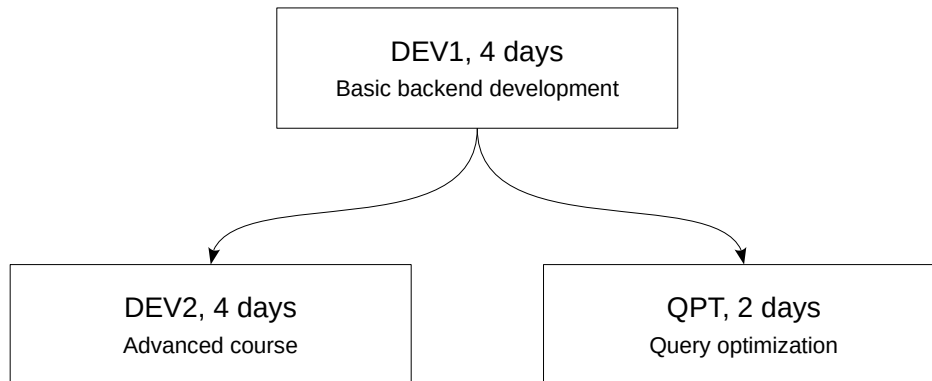 DEV1, 4 days
Basic backend development
DEV2, 4 days
Advanced course
QPT, 2 days
Query optimization